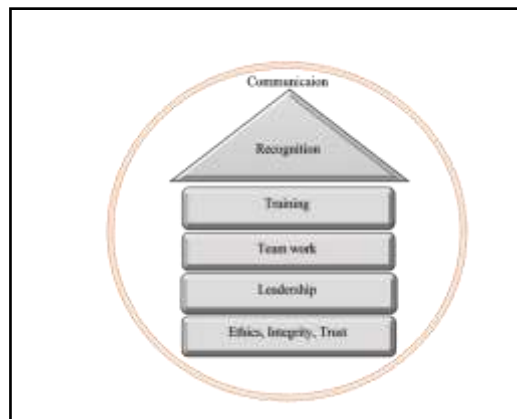 Communicaion
Recognition
Training
Team work
Leadership
Ethics, Integrity, Trust